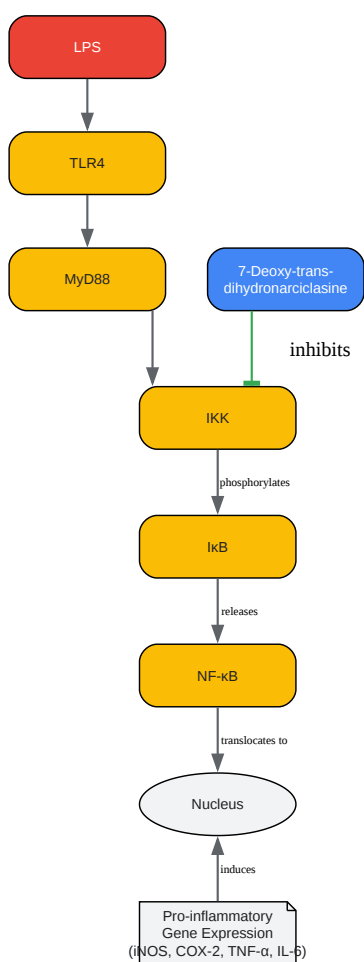 LPS
TLR4
MyD88
7-Deoxy-trans-
dihydronarciclasine
inhibits
IKK
phosphorylates
IκB
releases
NF-κB
translocates to
Nucleus
induces
Pro-inflammatory
Gene Expression
(iNOS, COX-2, TNF-α, IL-6)